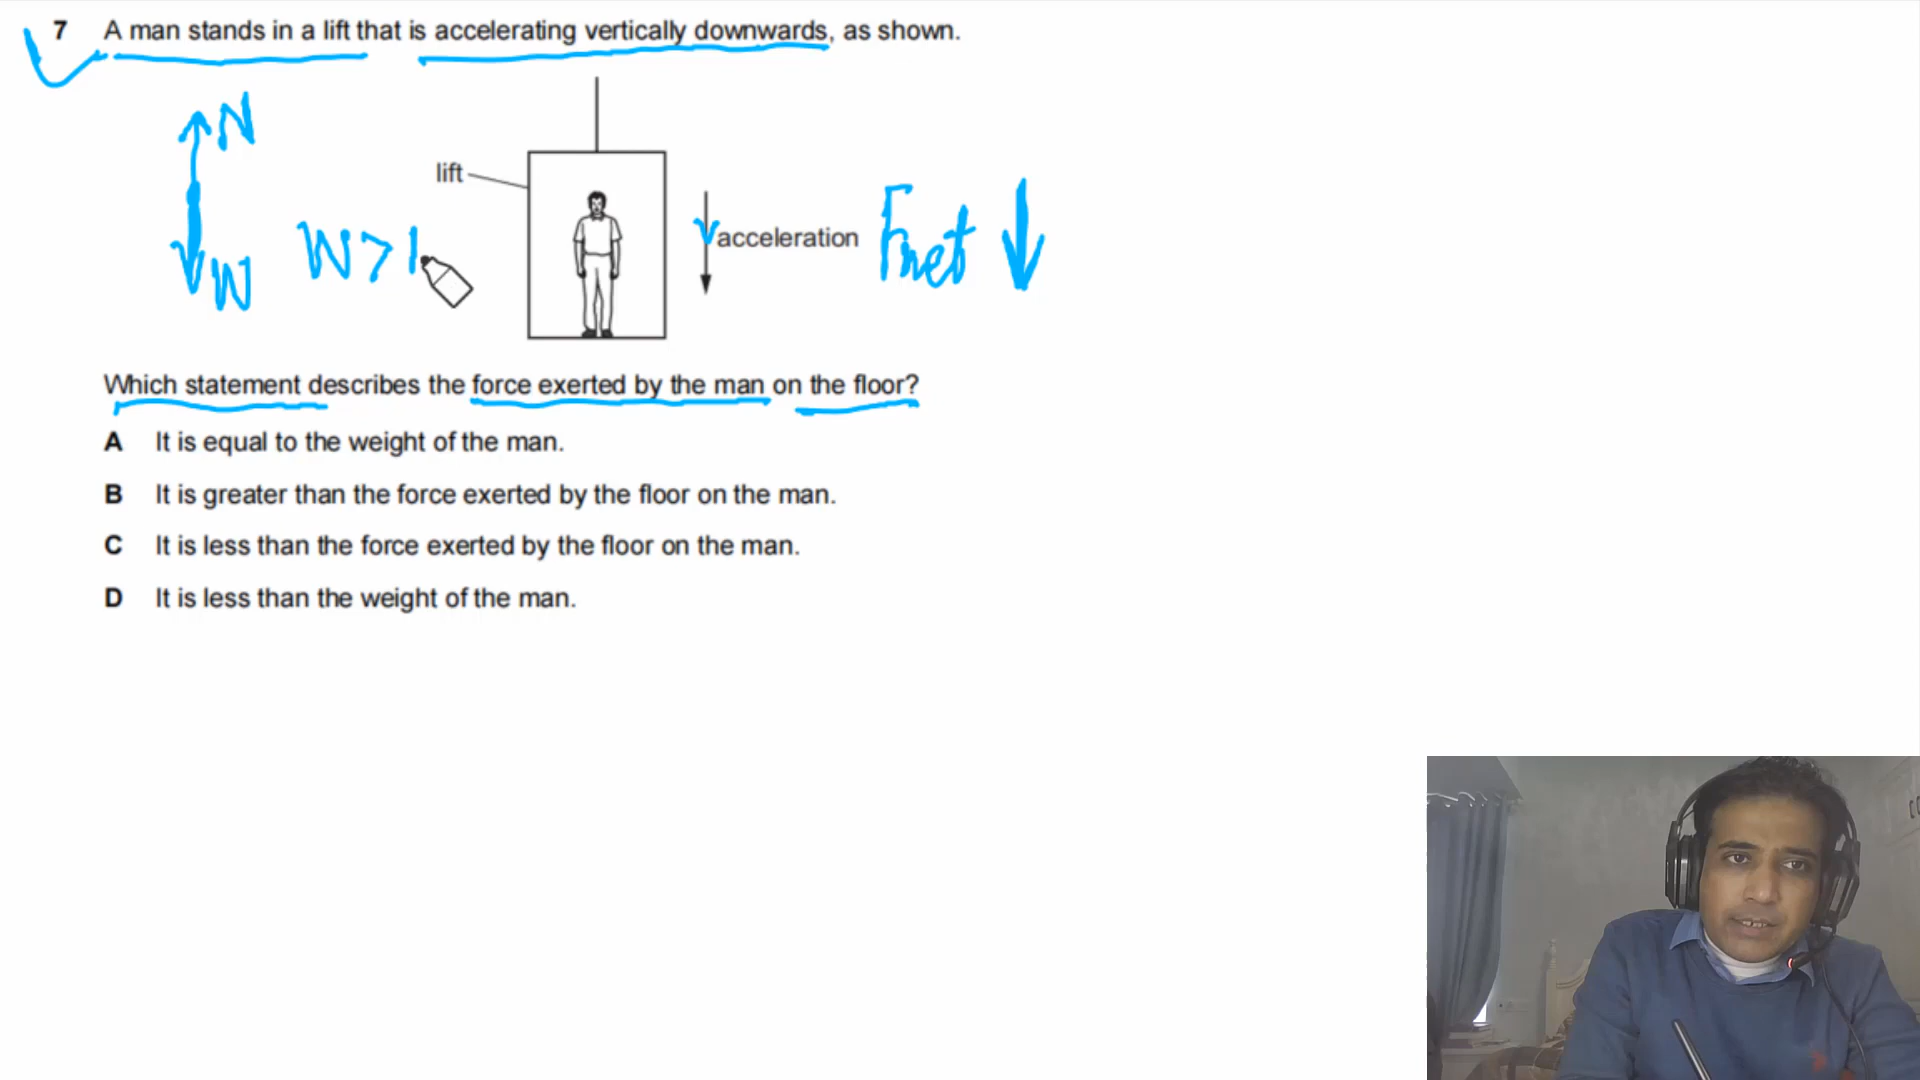 7 A man stands in a lift that is accelerating vertically downwards, as shown.
N
lift
W > 
W
acceleration
Fnet ↓
Which statement describes the force exerted by the man on the floor?
A It is equal to the weight of the man.
B It is greater than the force exerted by the floor on the man.
C It is less than the force exerted by the floor on the man.
D It is less than the weight of the man.